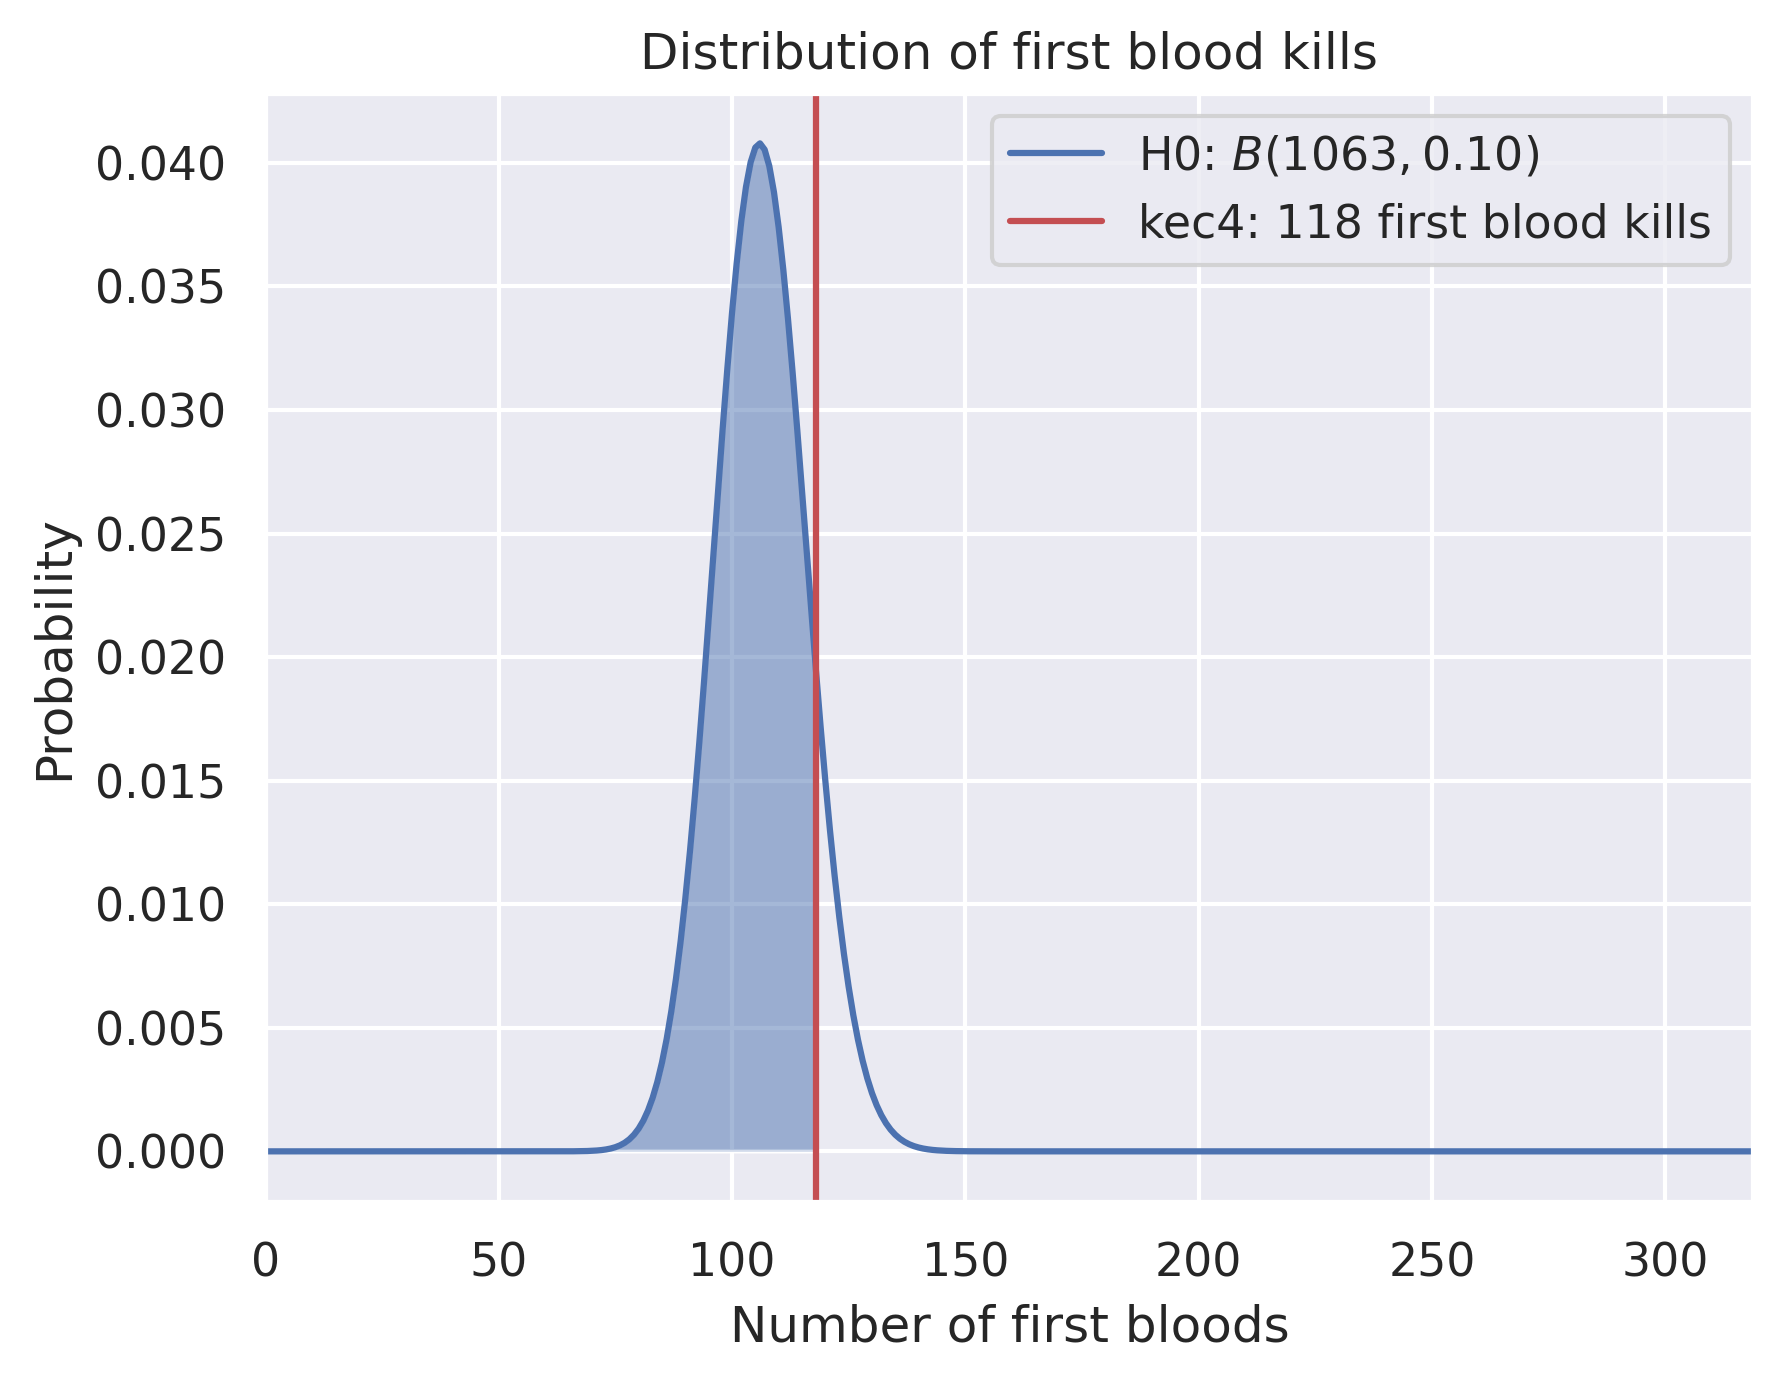 Distribution of first blood kills
H0: B(1063, 0.10)
kec4: 118 first blood kills
0.040
0.035
0.030
0.025
0.020
0.015
0.010
0.005
0.000
Probability
0 50 100 150 200 250 300
Number of first bloods